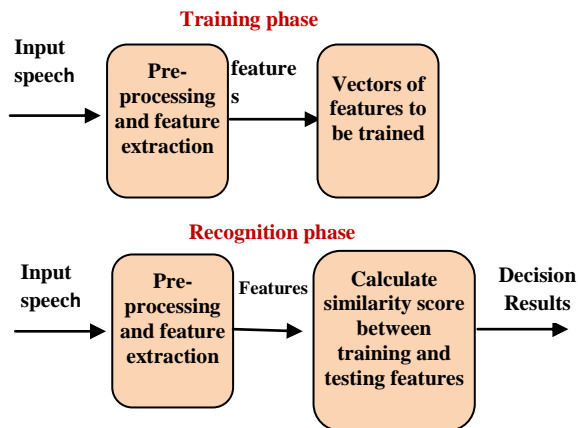 Training phase
Input
speech
Pre-
processing
and feature
extraction
feature
s
Vectors of
features to
be trained
Recognition phase
Input
speech
Pre-
processing
and feature
extraction
Features
Calculate
similarity score
between
training and
testing features
Decision
Results